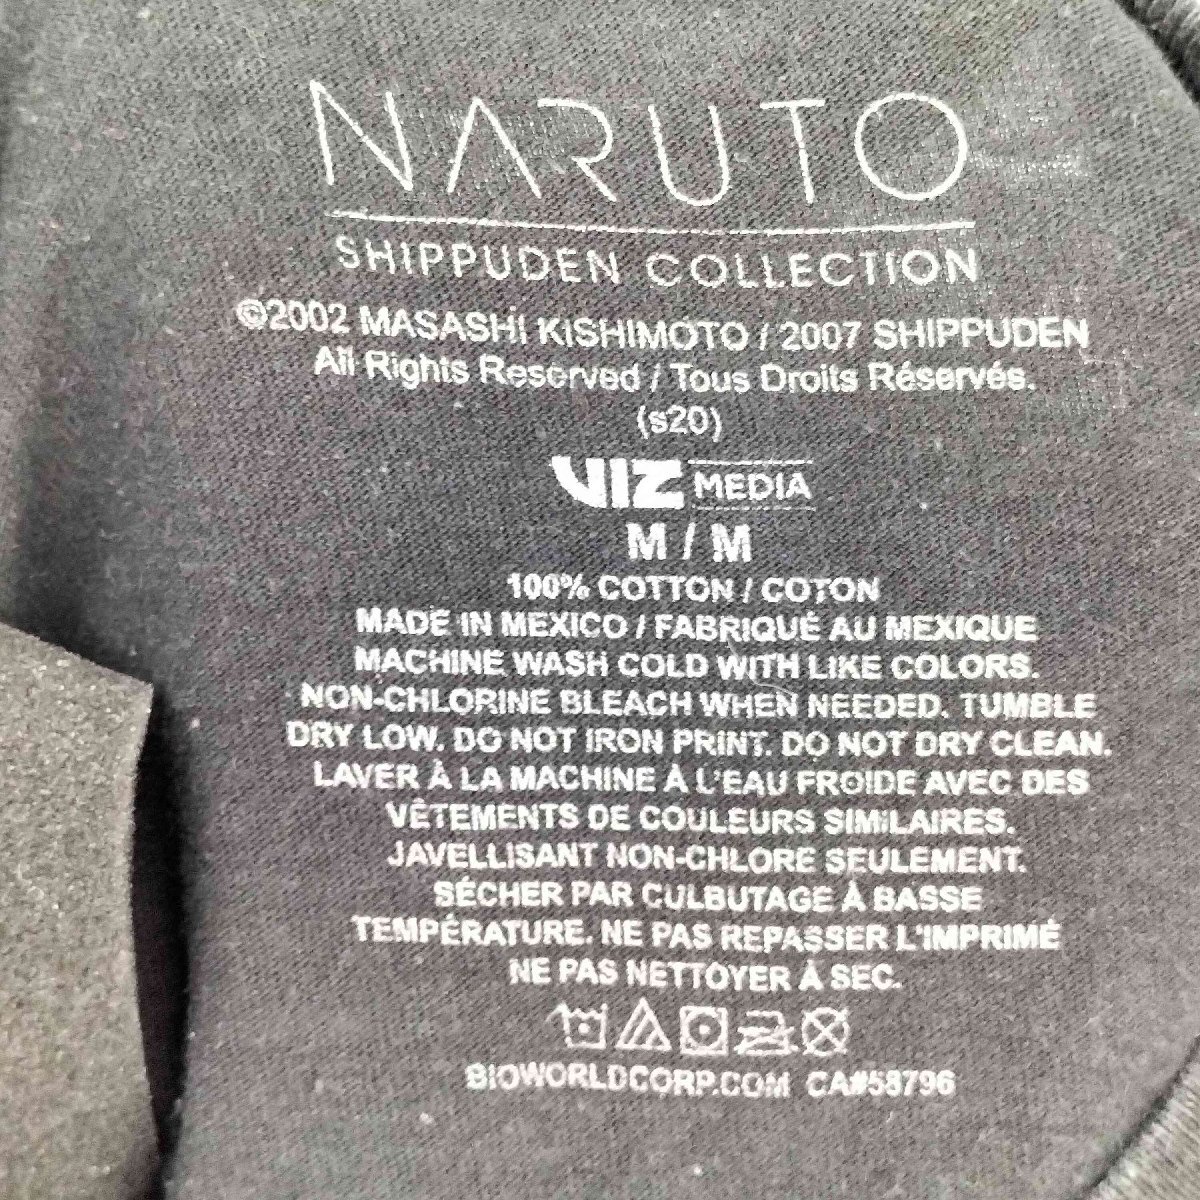 NARUTO
SHIPPUDEN COLLECTION
©2002 MASASHI KISHIMOTO / 2007 SHIPPUDEN
All Rights Reserved / Tous Droits Réservés.
(s20)
VIZ MEDIA
M / M
100% COTTON / COTON
MADE IN MEXICO / FABRIQUÉ AU MEXIQUE
MACHINE WASH COLD WITH LIKE COLORS.
NON-CHLORINE BLEACH WHEN NEEDED. TUMBLE
DRY LOW. DO NOT IRON PRINT. DO NOT DRY CLEAN.
LAVER À LA MACHINE À L'EAU FROIDE AVEC DES
VÊTEMENTS DE COULEURS SIMILAIRES.
JAVELLISANT NON-CHLORÉ SEULEMENT.
SÉCHER PAR CULBUTAGE À BASSE
TEMPÉRATURE. NE PAS REPASSER L'IMPRIMÉ
NE PAS NETTOYER À SEC.
BIOWORLDCORP.COM CA#58796